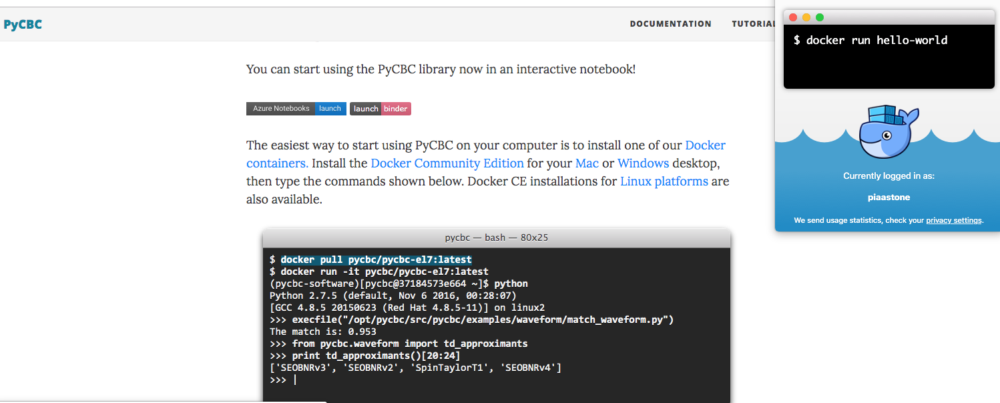 PyCBC
DOCUMENTATION
TUTORIAL
You can start using the PyCBC library now in an interactive notebook!
Azure Notebooks launch
launch binder
The easiest way to start using PyCBC on your computer is to install one of our Docker
containers. Install the Docker Community Edition for your Mac or Windows desktop,
then type the commands shown below. Docker CE installations for Linux platforms are
also available.
pycbc — bash — 80x25
$ docker pull pycbc/pycbc-el7:latest
$ docker run -it pycbc/pycbc-el7:latest
(pycbc-software)[pycbc@37184573e664 ~]$ python
Python 2.7.5 (default, Nov 6 2016, 00:28:07)
[GCC 4.8.5 20150623 (Red Hat 4.8.5-11)] on linux2
>>> execfile("/opt/pycbc/src/pycbc/examples/waveform/match_waveform.py")
The match is: 0.953
>>> from pycbc.waveform import td_approximants
>>> print td_approximants()[20:24]
['SEOBNRv3', 'SEOBNRv2', 'SpinTaylorT1', 'SEOBNRv4']
>>> |
$ docker run hello-world
Currently logged in as:
piaastone
We send usage statistics, check your privacy settings.